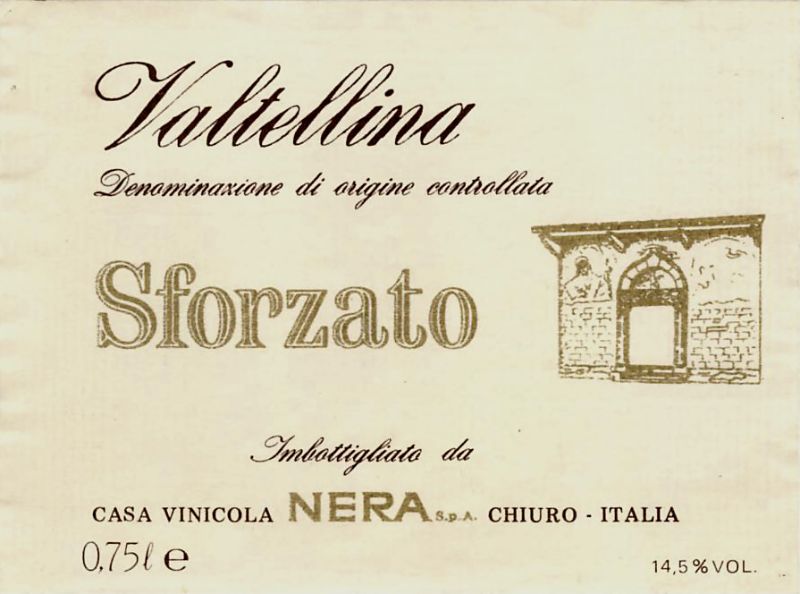 Valtellina
Denominazione di origine controllata
Sforzato
Imbottigliato da
CASA VINICOLA NERA S.p.A. CHIURO - ITALIA
0,75 l e
14,5% VOL.